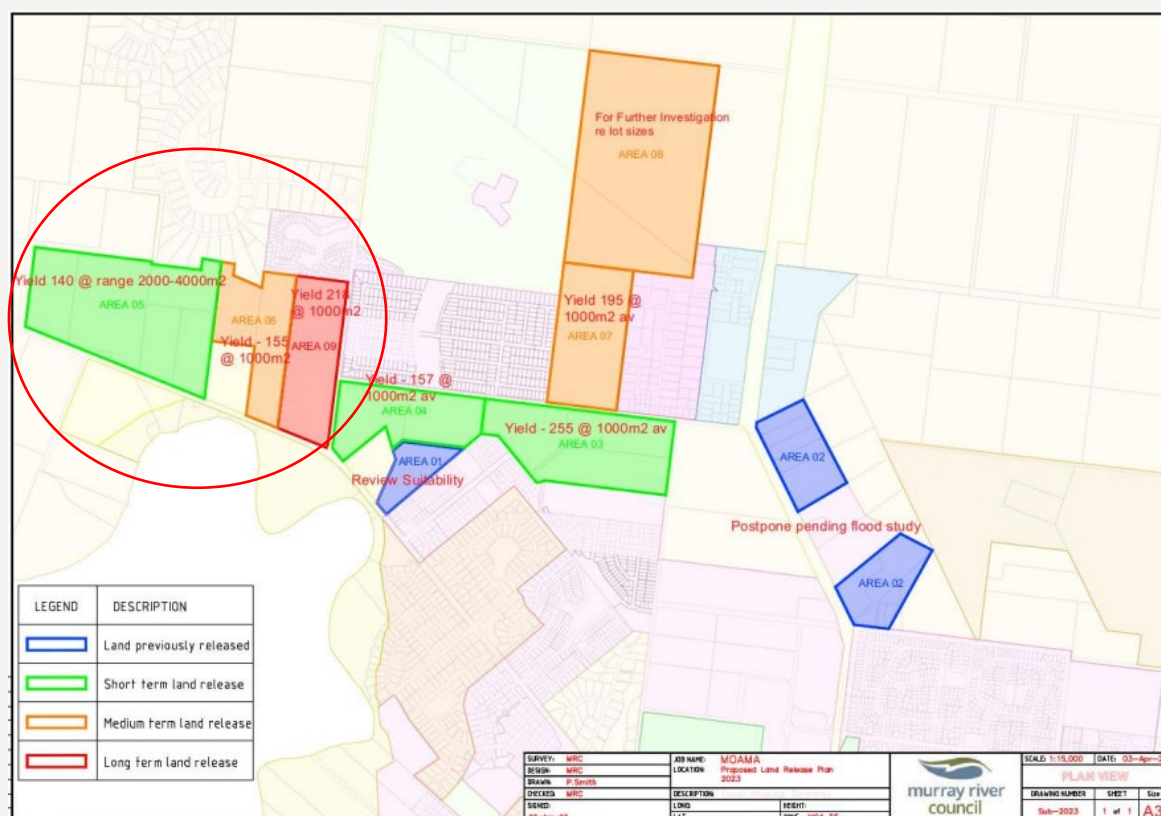 For Further Investigation
re lot sizes
AREA 08
Yield 140 @ range 2000-4000m2
AREA 05
AREA 06
Yield - 155
@ 1000m2
Yield 218
@ 1000m2
AREA 09
Yield 195 @
1000m2 av
AREA 07
Yield - 157 @
1000m2 av
AREA 04
Yield - 255 @ 1000m2 av
AREA 03
AREA 01
Review Suitability
AREA 02
Postpone pending flood study
AREA 02
LEGEND DESCRIPTION
Land previously released
Short term land release
Medium term land release
Long term land release
SURVEY: MRC
DESIGN: MRC
DRAWN: P.Smith
CHECKED: MRC
SIGNED:
JOB NAME: MOAMA
LOCATION: Proposed Land Release Plan
2023
DESCRIPTION:
LONG: HEIGHT:
murray river
council
SCALE: 1:15,000 DATE: 03-Apr-2
PLAN VIEW
DRAWING NUMBER SHEET Size
Sub-2023 1 of 1 A3